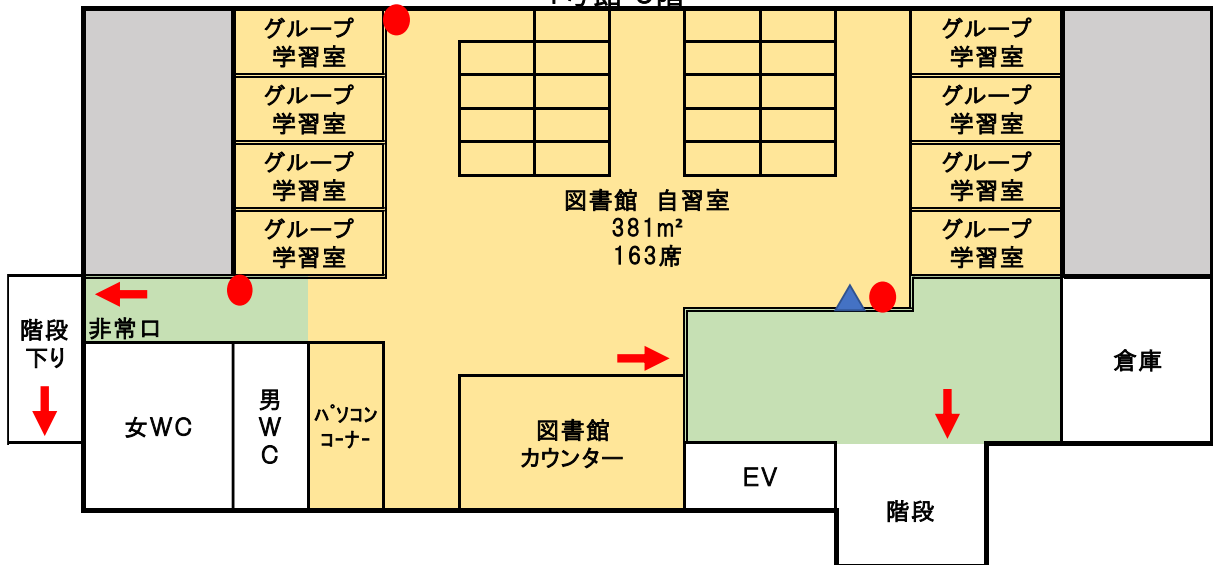 グループ
学習室
グループ
学習室
グループ
学習室
グループ
学習室
グループ
学習室
グループ
学習室
グループ
学習室
グループ
学習室
図書館 自習室
381m²
163席
階段
下り
非常口
女WC
男
W
C
パソコン
コーナー
図書館
カウンター
EV
階段
倉庫